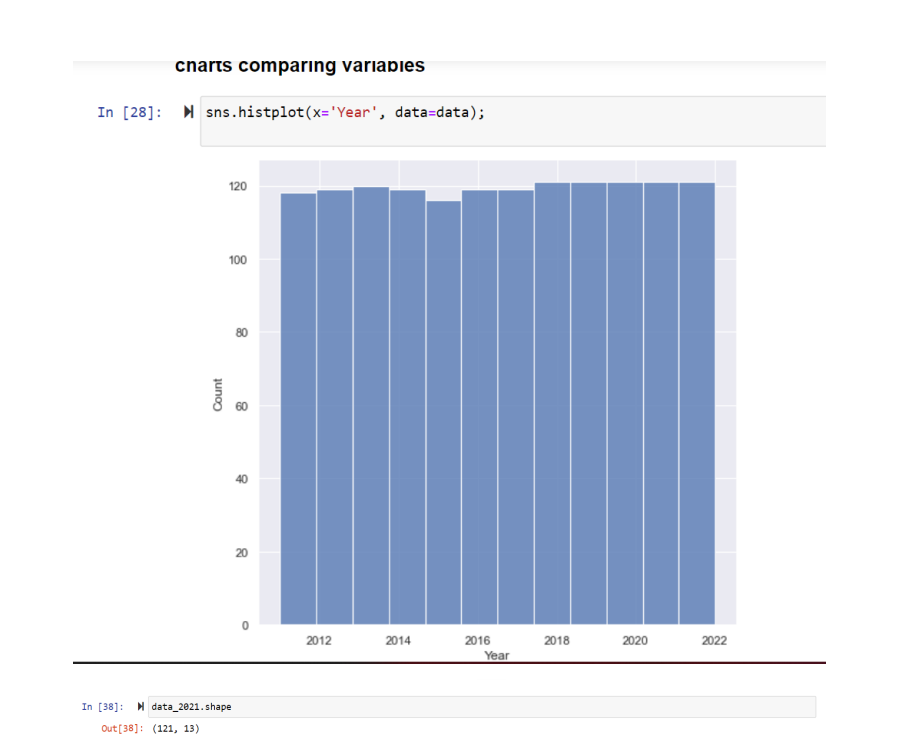 charts comparing variables
In [28]: sns.histplot(x='Year', data=data);
120
100
80
60
40
20
0
Count
2012 2014 2016 2018 2020 2022
Year
In [38]: data_2021.shape
Out[38]: (121, 13)